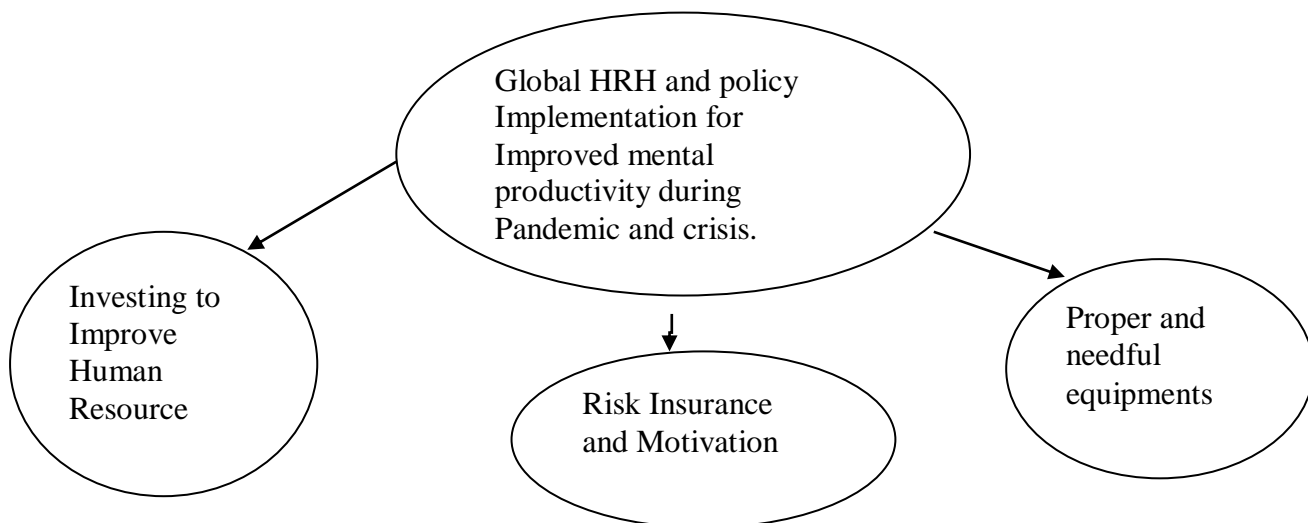 Global HRH and policy
Implementation for
Improved mental
productivity during
Pandemic and crisis.
Investing to
Improve
Human
Resource
Risk Insurance
and Motivation
Proper and
needful
equipments